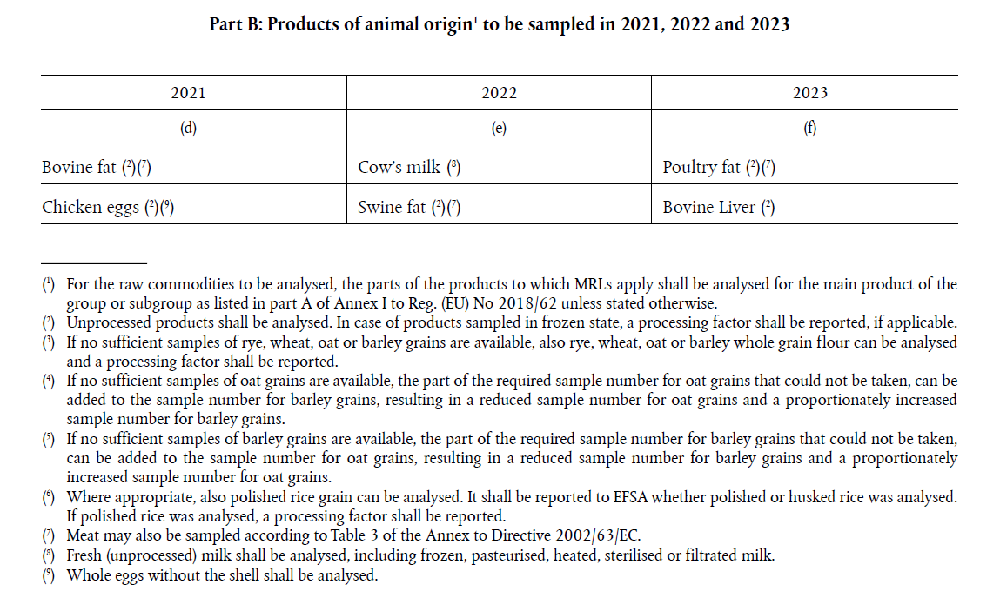 Part B: Products of animal origin¹ to be sampled in 2021, 2022 and 2023
2021 2022 2023
(d) (e) (f)
Bovine fat (²)(⁷) Cow’s milk (⁸) Poultry fat (²)(⁷)
Chicken eggs (²)(⁹) Swine fat (²)(⁷) Bovine Liver (²)
(¹) For the raw commodities to be analysed, the parts of the products to which MRLs apply shall be analysed for the main product of the
group or subgroup as listed in part A of Annex I to Reg. (EU) No 2018/62 unless stated otherwise.
(²) Unprocessed products shall be analysed. In case of products sampled in frozen state, a processing factor shall be reported, if applicable.
(³) If no sufficient samples of rye, wheat, oat or barley grains are available, also rye, wheat, oat or barley whole grain flour can be analysed
and a processing factor shall be reported.
(⁴) If no sufficient samples of oat grains are available, the part of the required sample number for oat grains that could not be taken, can be
added to the sample number for barley grains, resulting in a reduced sample number for oat grains and a proportionately increased
sample number for barley grains.
(⁵) If no sufficient samples of barley grains are available, the part of the required sample number for barley grains that could not be taken,
can be added to the sample number for oat grains, resulting in a reduced sample number for barley grains and a proportionately
increased sample number for oat grains.
(⁶) Where appropriate, also polished rice grain can be analysed. It shall be reported to EFSA whether polished or husked rice was analysed.
If polished rice was analysed, a processing factor shall be reported.
(⁷) Meat may also be sampled according to Table 3 of the Annex to Directive 2002/63/EC.
(⁸) Fresh (unprocessed) milk shall be analysed, including frozen, pasteurised, heated, sterilised or filtrated milk.
(⁹) Whole eggs without the shell shall be analysed.